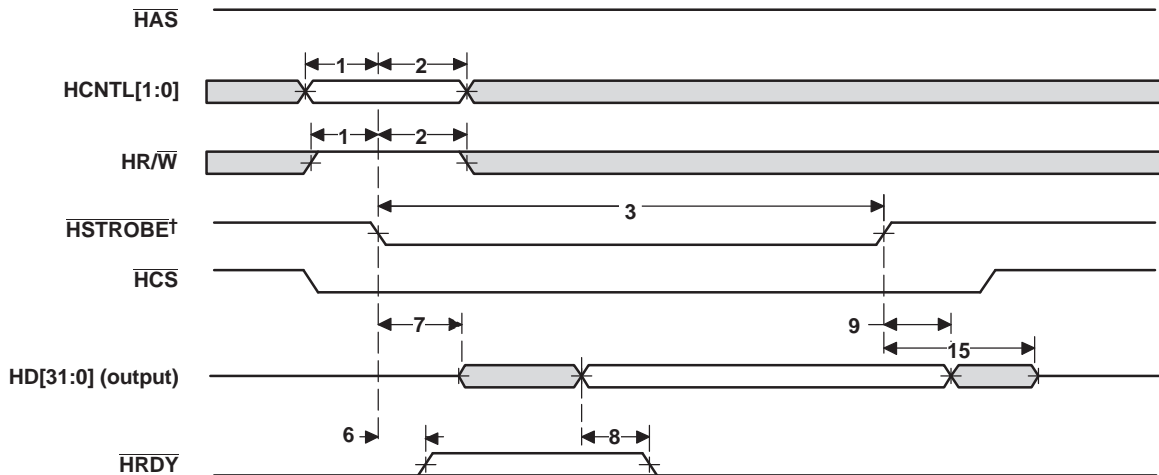 HAS
1 2
HCNTL[1:0]
1 2
HR/W
3
HSTROBE†
HCS
7 9
15
HD[31:0] (output)
6 8
HRDY